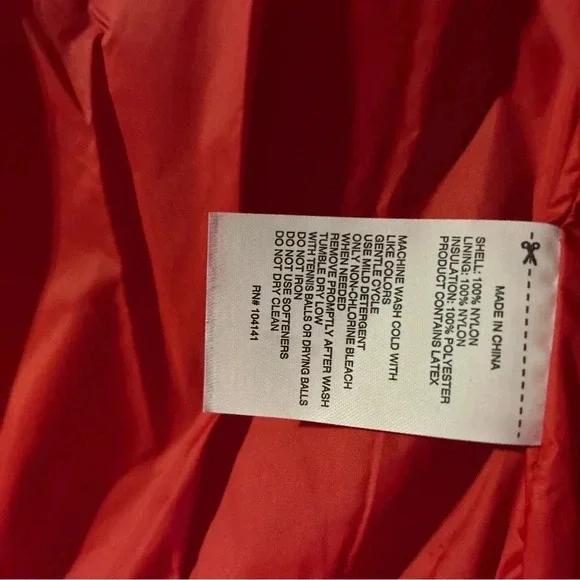 MADE IN CHINA
SHELL: 100% NYLON
LINING: 100% NYLON
INSULATION: 100% POLYESTER
PRODUCT CONTAINS LATEX
MACHINE WASH COLD WITH
LIKE COLORS
GENTLE CYCLE
USE MILD DETERGENT
ONLY NON-CHLORINE BLEACH
WHEN NEEDED
REMOVE PROMPTLY AFTER WASH
TUMBLE DRY LOW
WITH TENNIS BALLS OR DRYING BALLS
DO NOT IRON
DO NOT USE SOFTENERS
DO NOT DRY CLEAN
RN# 104141